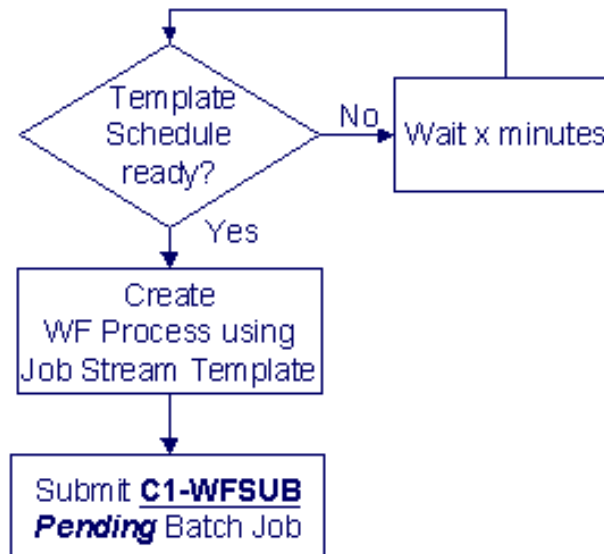 Template
Schedule
ready?
No
Wait x minutes
Yes
Create
WF Process using
Job Stream Template
Submit C1-WFSUB
Pending Batch Job